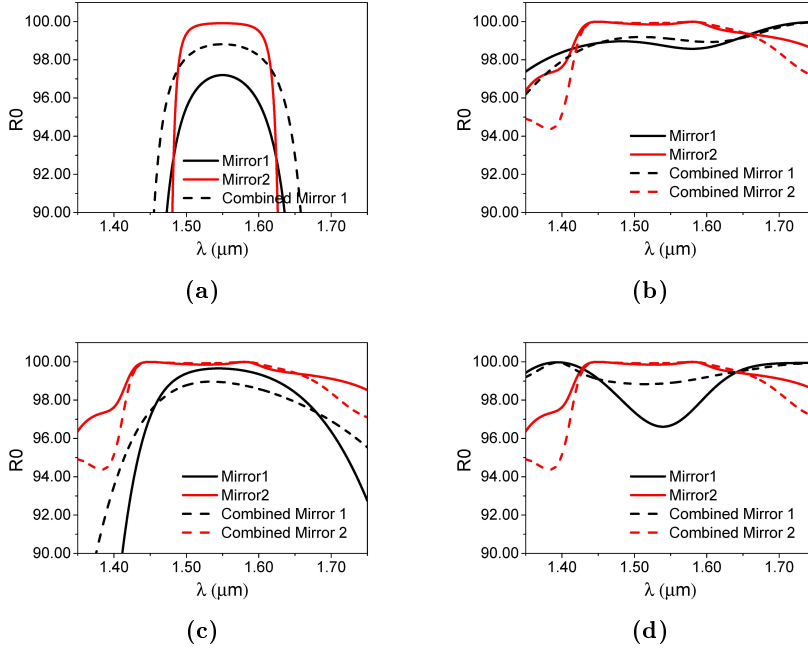 100.00
98.00
96.00
94.00
92.00
90.00
R0
Mirror1
Mirror2
Combined Mirror 1
1.40 1.50 1.60 1.70
λ (μm)
(a)
100.00
98.00
96.00
94.00
92.00
90.00
R0
Mirror1
Mirror2
Combined Mirror 1
Combined Mirror 2
1.40 1.50 1.60 1.70
λ (μm)
(b)
100.00
98.00
96.00
94.00
92.00
90.00
R0
Mirror1
Mirror2
Combined Mirror 1
Combined Mirror 2
1.40 1.50 1.60 1.70
λ (μm)
(c)
100.00
98.00
96.00
94.00
92.00
90.00
R0
Mirror1
Mirror2
Combined Mirror 1
Combined Mirror 2
1.40 1.50 1.60 1.70
λ (μm)
(d)